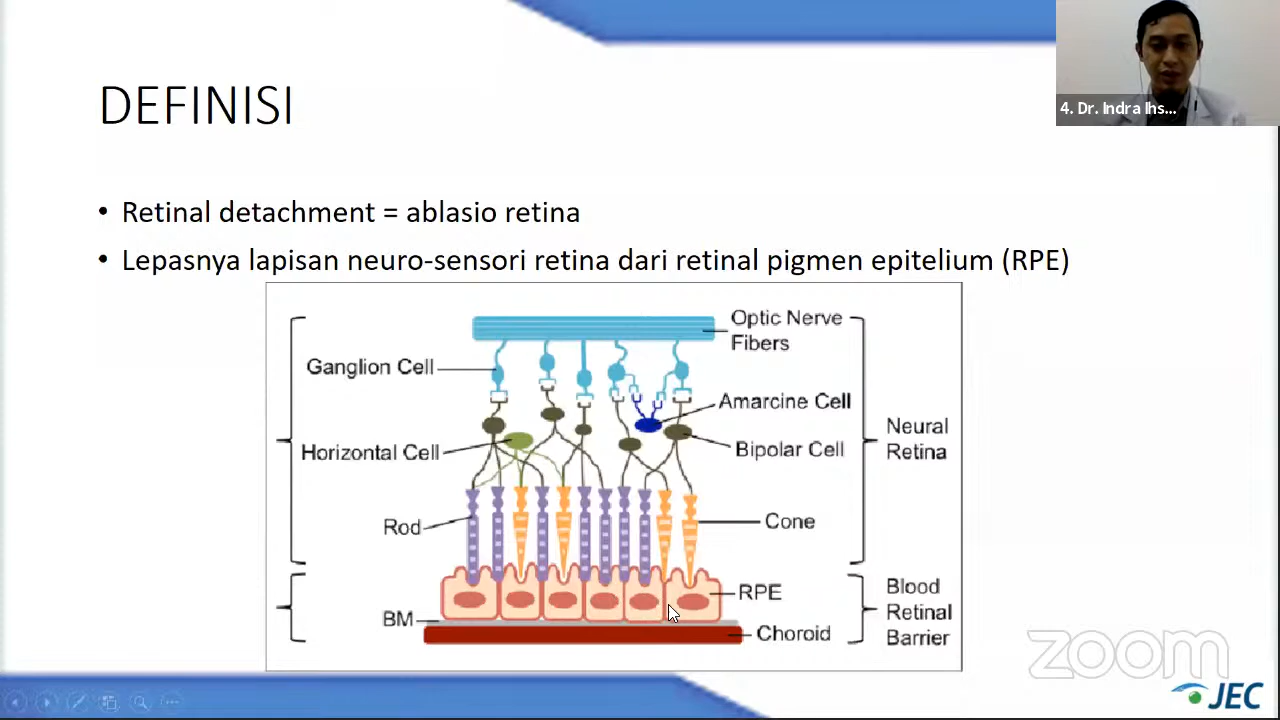 4. Dr. Indra Ihs...
DEFINISI
• Retinal detachment = ablasio retina
• Lepasnya lapisan neuro-sensori retina dari retinal pigmen epitelium (RPE)
Optic Nerve
Fibers
Ganglion Cell
Amarcine Cell
Neural
Retina
Horizontal Cell
Bipolar Cell
Rod
Cone
RPE
Blood
Retinal
Barrier
BM
Choroid
zoom
JEC